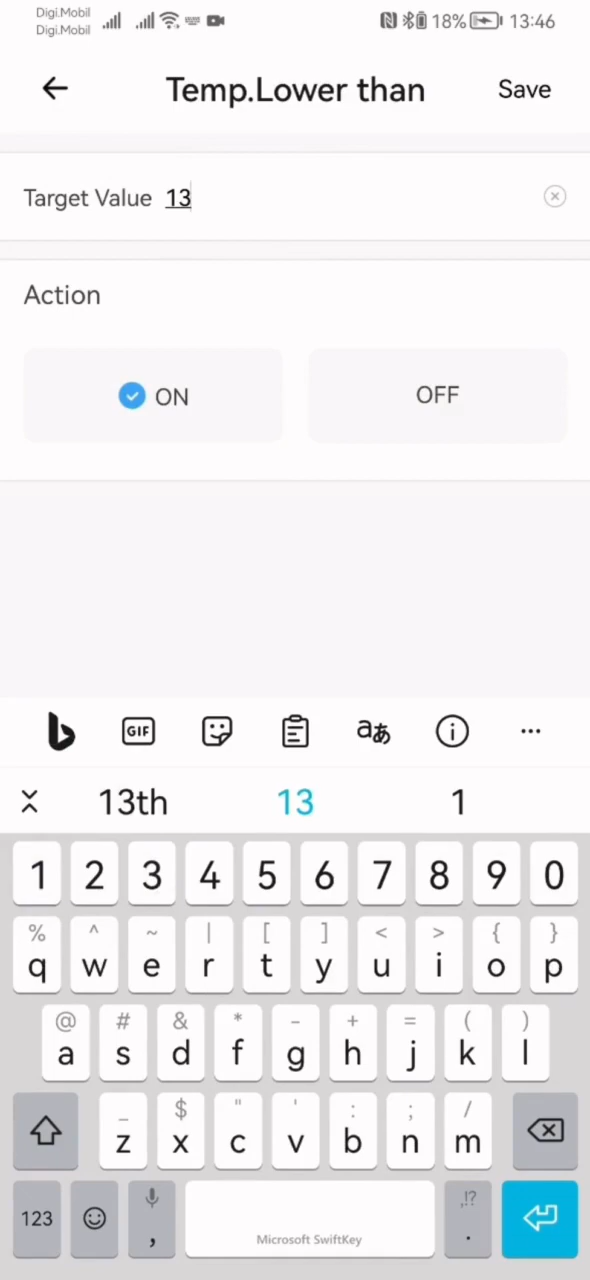 Digi.Mobil
Digi.Mobil
18% 13:46
Temp.Lower than Save
Target Value 13
Action
ON OFF
GIF aあ ...
13th 13 1
1 2 3 4 5 6 7 8 9 0
% ^ ~ | [ ] < > { }
q w e r t y u i o p
@ # & * - + = ( )
a s d f g h j k l
_ $ " ' : ; /
z x c v b n m
,!?
123 , Microsoft SwiftKey .